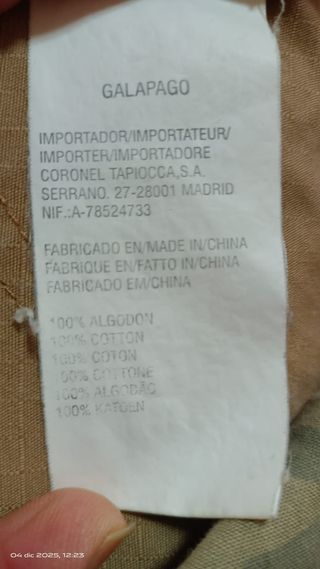 GALAPAGO
IMPORTADOR/IMPORTATEUR/
IMPORTER/IMPORTADORE
CORONEL TAPIOCCA,S.A.
SERRANO. 27-28001 MADRID
NIF.:A-78524733
FABRICADO EN/MADE IN/CHINA
FABRIQUE EN/FATTO IN/CHINA
FABRICADO EM/CHINA
100% ALGODON
100% COTTON
100% COTON
100% COTTONE
100% ALGODÃO
100% KATOEN
04 dic 2025, 12:23